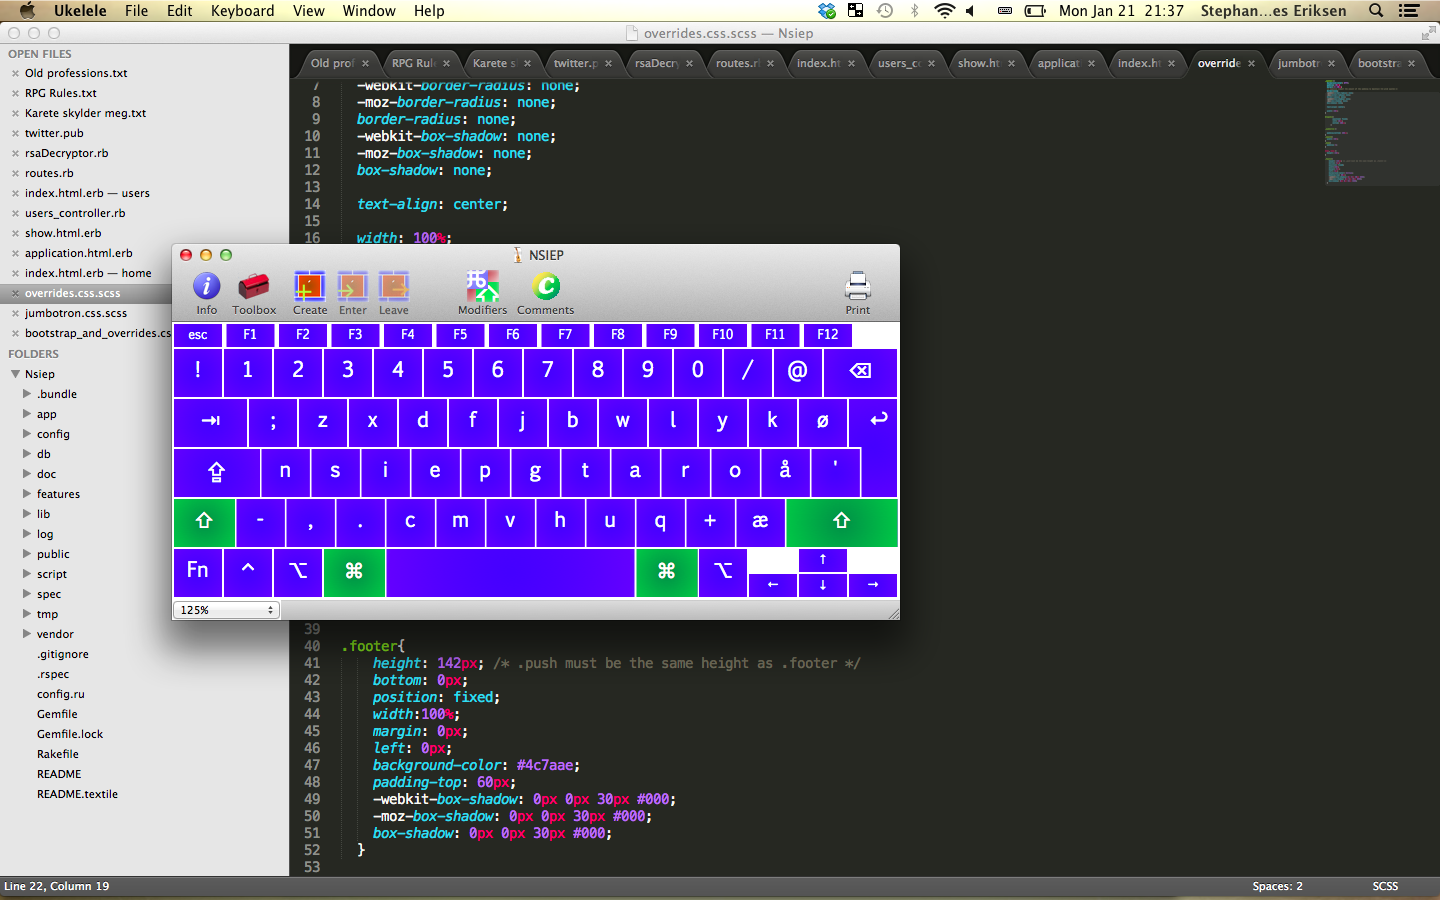 Ukelele File Edit Keyboard View Window Help Mon Jan 21 21:37 Stephan...es Eriksen
overrides.css.scss — Nsiep
OPEN FILES
Old professions.txt
RPG Rules.txt
Karete skylder meg.txt
twitter.pub
rsaDecryptor.rb
routes.rb
index.html.erb — users
users_controller.rb
show.html.erb
application.html.erb
index.html.erb — home
overrides.css.scss
jumbotron.css.scss
bootstrap_and_overrides.cs
FOLDERS
Nsiep
.bundle
app
config
db
doc
features
lib
log
public
script
spec
tmp
vendor
.gitignore
.rspec
config.ru
Gemfile
Gemfile.lock
Rakefile
README
README.textile
Old prof × RPG Rul × Karete s × twitter.p × rsaDecry × routes.r × index.ht × users_co × show.ht × applicat × index.ht × override × jumbotr × bootstra ×
7 -webkit-border-radius: none;
8 -moz-border-radius: none;
9 border-radius: none;
10 -webkit-box-shadow: none;
11 -moz-box-shadow: none;
12 box-shadow: none;
13
14 text-align: center;
15
16 width: 100%;
NSIEP
Info Toolbox Create Enter Leave Modifiers Comments Print
esc F1 F2 F3 F4 F5 F6 F7 F8 F9 F10 F11 F12
! 1 2 3 4 5 6 7 8 9 0 / @ ⌫
⇥ ; z x d f j b w l y k ø ↩
⇪ n s i e p g t a r o å '
⇧ - , . c m v h u q + æ ⇧
Fn ^ ⌥ ⌘ ⌘ ⌥ ← ↑ ↓ →
125%
39
40 .footer{
41 height: 142px; /* .push must be the same height as .footer */
42 bottom: 0px;
43 position: fixed;
44 width:100%;
45 margin: 0px;
46 left: 0px;
47 background-color: #4c7aae;
48 padding-top: 60px;
49 -webkit-box-shadow: 0px 0px 30px #000;
50 -moz-box-shadow: 0px 0px 30px #000;
51 box-shadow: 0px 0px 30px #000;
52 }
53
Line 22, Column 19 Spaces: 2 SCSS